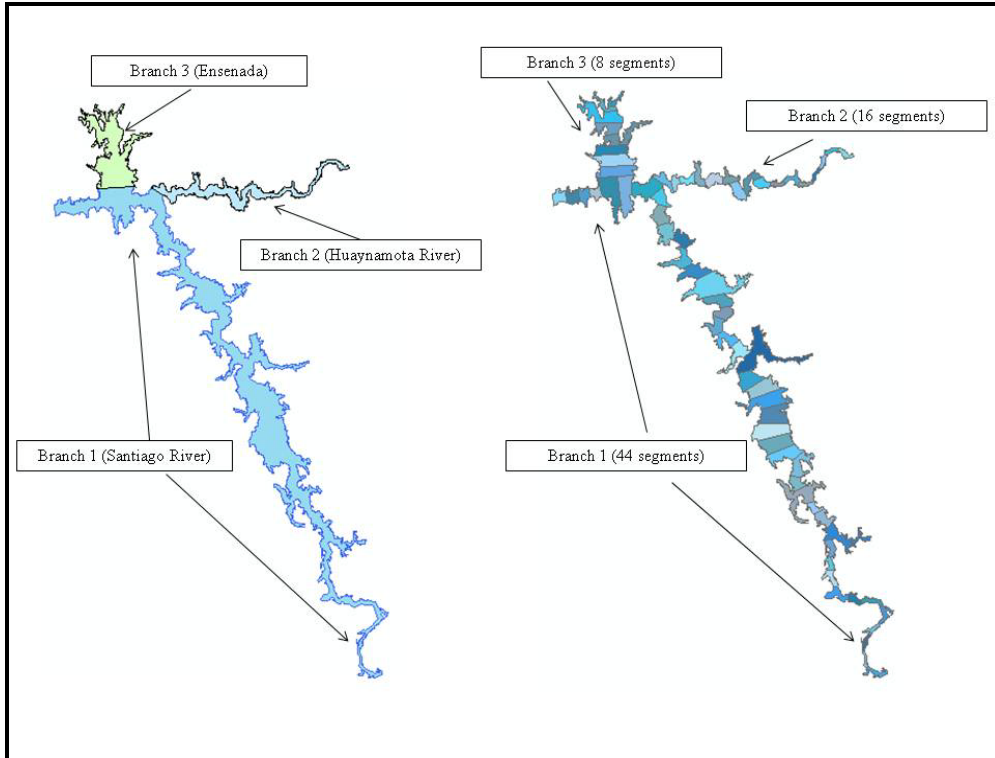 Branch 3 (Ensenada)
Branch 2 (Huaynamota River)
Branch 1 (Santiago River)
Branch 3 (8 segments)
Branch 2 (16 segments)
Branch 1 (44 segments)